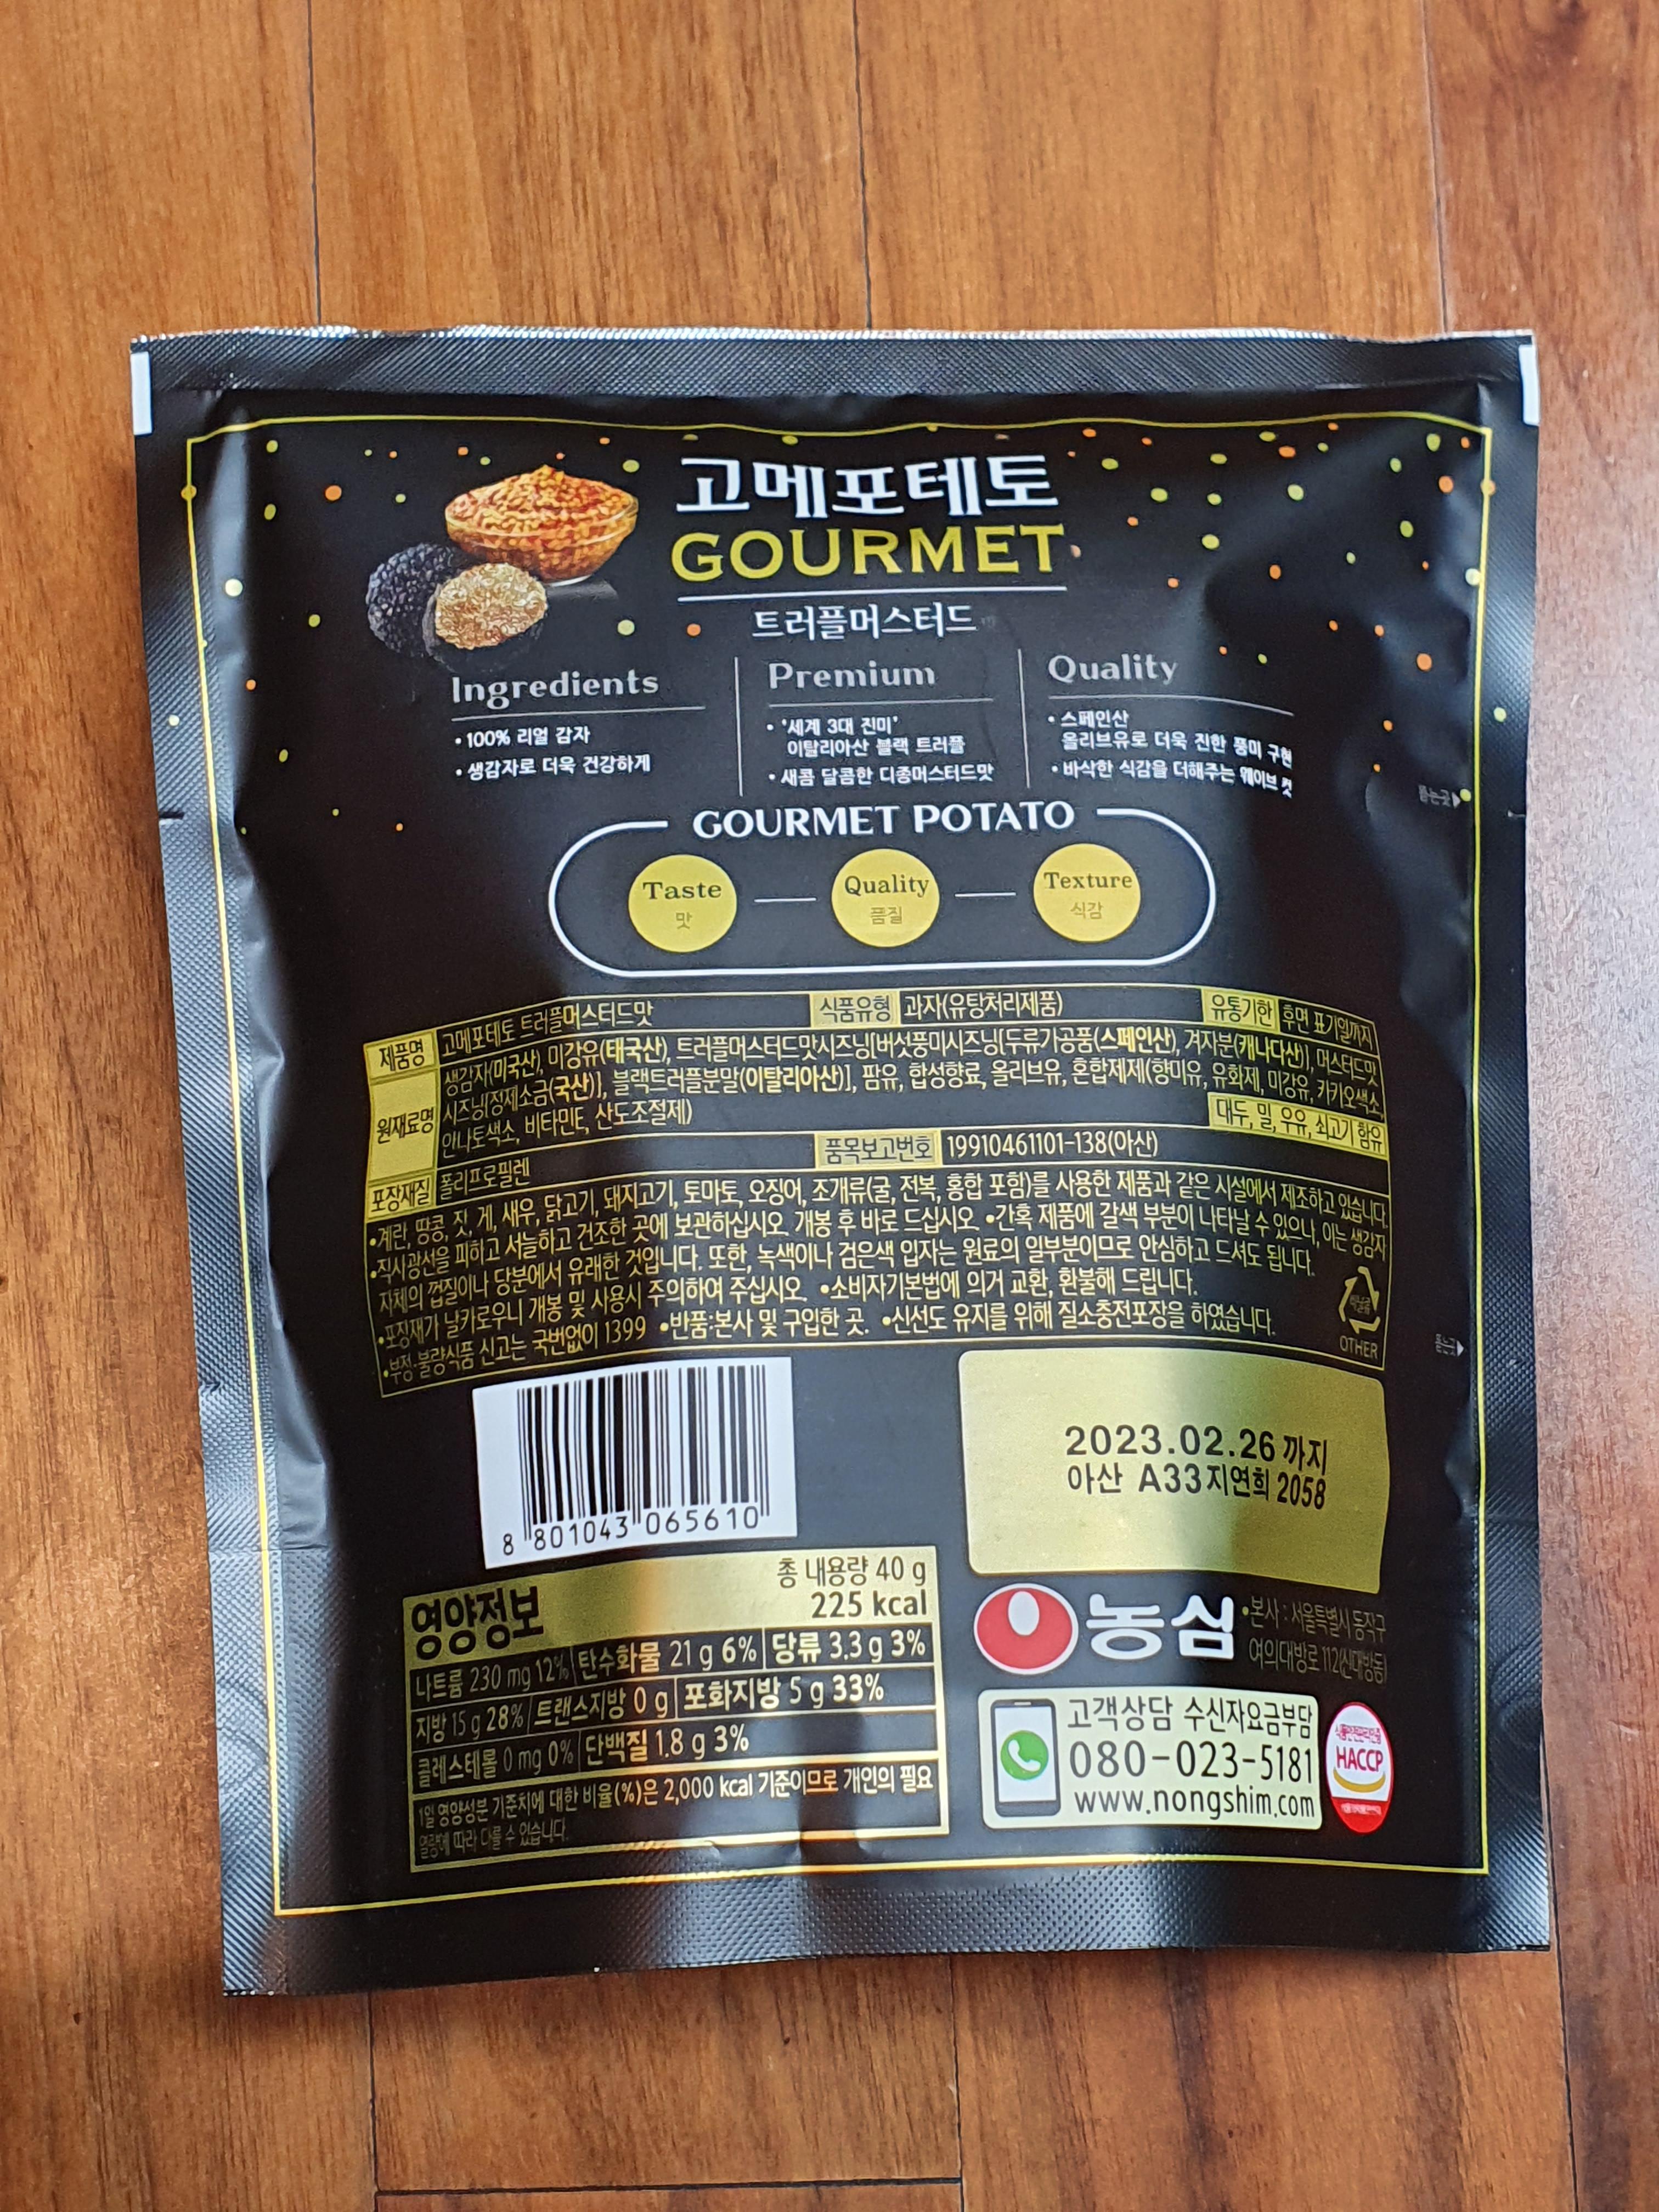 고메포테토
GOURMET
트러플머스터드
Ingredients
• 100% 리얼 감자
• 생감자로 더욱 건강하게
Premium
• '세계 3대 진미'
이탈리아산 블랙 트러플
• 새콤 달콤한 디종머스터드맛
Quality
• 스페인산
올리브유로 더욱 진한 풍미 구현
• 바삭한 식감을 더해주는 웨이브 컷
뜯는곳▶
GOURMET POTATO
Taste
맛
Quality
품질
Texture
식감
제품명 고메포테토 트러플머스터드맛 식품유형 과자(유탕처리제품) 유통기한 후면 표기일까지
원재료명 생감자(미국산), 미강유(태국산), 트러플머스터드맛시즈닝[버섯풍미시즈닝{두류가공품(스페인산), 겨자분(캐나다산)}, 머스터드맛
시즈닝{정제소금(국산)}, 블랙트러플분말(이탈리아산)], 팜유, 합성향료, 올리브유, 혼합제제(향미유, 유화제, 미강유, 카카오색소,
안나토색소, 비타민E, 산도조절제)
대두, 밀, 우유, 쇠고기 함유
포장재질 폴리프로필렌 품목보고번호 19910461101-138(아산)
•계란, 땅콩, 잣, 게, 새우, 닭고기, 돼지고기, 토마토, 오징어, 조개류(굴, 전복, 홍합 포함)를 사용한 제품과 같은 시설에서 제조하고 있습니다.
•직사광선을 피하고 서늘하고 건조한 곳에 보관하십시오. 개봉 후 바로 드십시오. •간혹 제품에 갈색 부분이 나타날 수 있으나, 이는 생감자
자체의 껍질이나 당분에서 유래한 것입니다. 또한, 녹색이나 검은색 입자는 원료의 일부분이므로 안심하고 드셔도 됩니다.
•포장재가 날카로우니 개봉 및 사용시 주의하여 주십시오. •소비자기본법에 의거 교환, 환불해 드립니다.
•부정·불량식품 신고는 국번없이 1399 •반품:본사 및 구입한 곳. •신선도 유지를 위해 질소충전포장을 하였습니다.
OTHER
뜯는곳▶
8 801043 065610
2023.02.26 까지
아산 A33지연희 2058
영양정보
총 내용량 40 g
225 kcal
나트륨 230 mg 12% 탄수화물 21 g 6% 당류 3.3 g 3%
지방 15 g 28% 트랜스지방 0 g 포화지방 5 g 33%
콜레스테롤 0 mg 0% 단백질 1.8 g 3%
1일 영양성분 기준치에 대한 비율(%)은 2,000 kcal 기준이므로 개인의 필요
열량에 따라 다를 수 있습니다.
농심
•본사 : 서울특별시 동작구
여의대방로 112(신대방동)
고객상담 수신자요금부담
080-023-5181
www.nongshim.com
HACCP